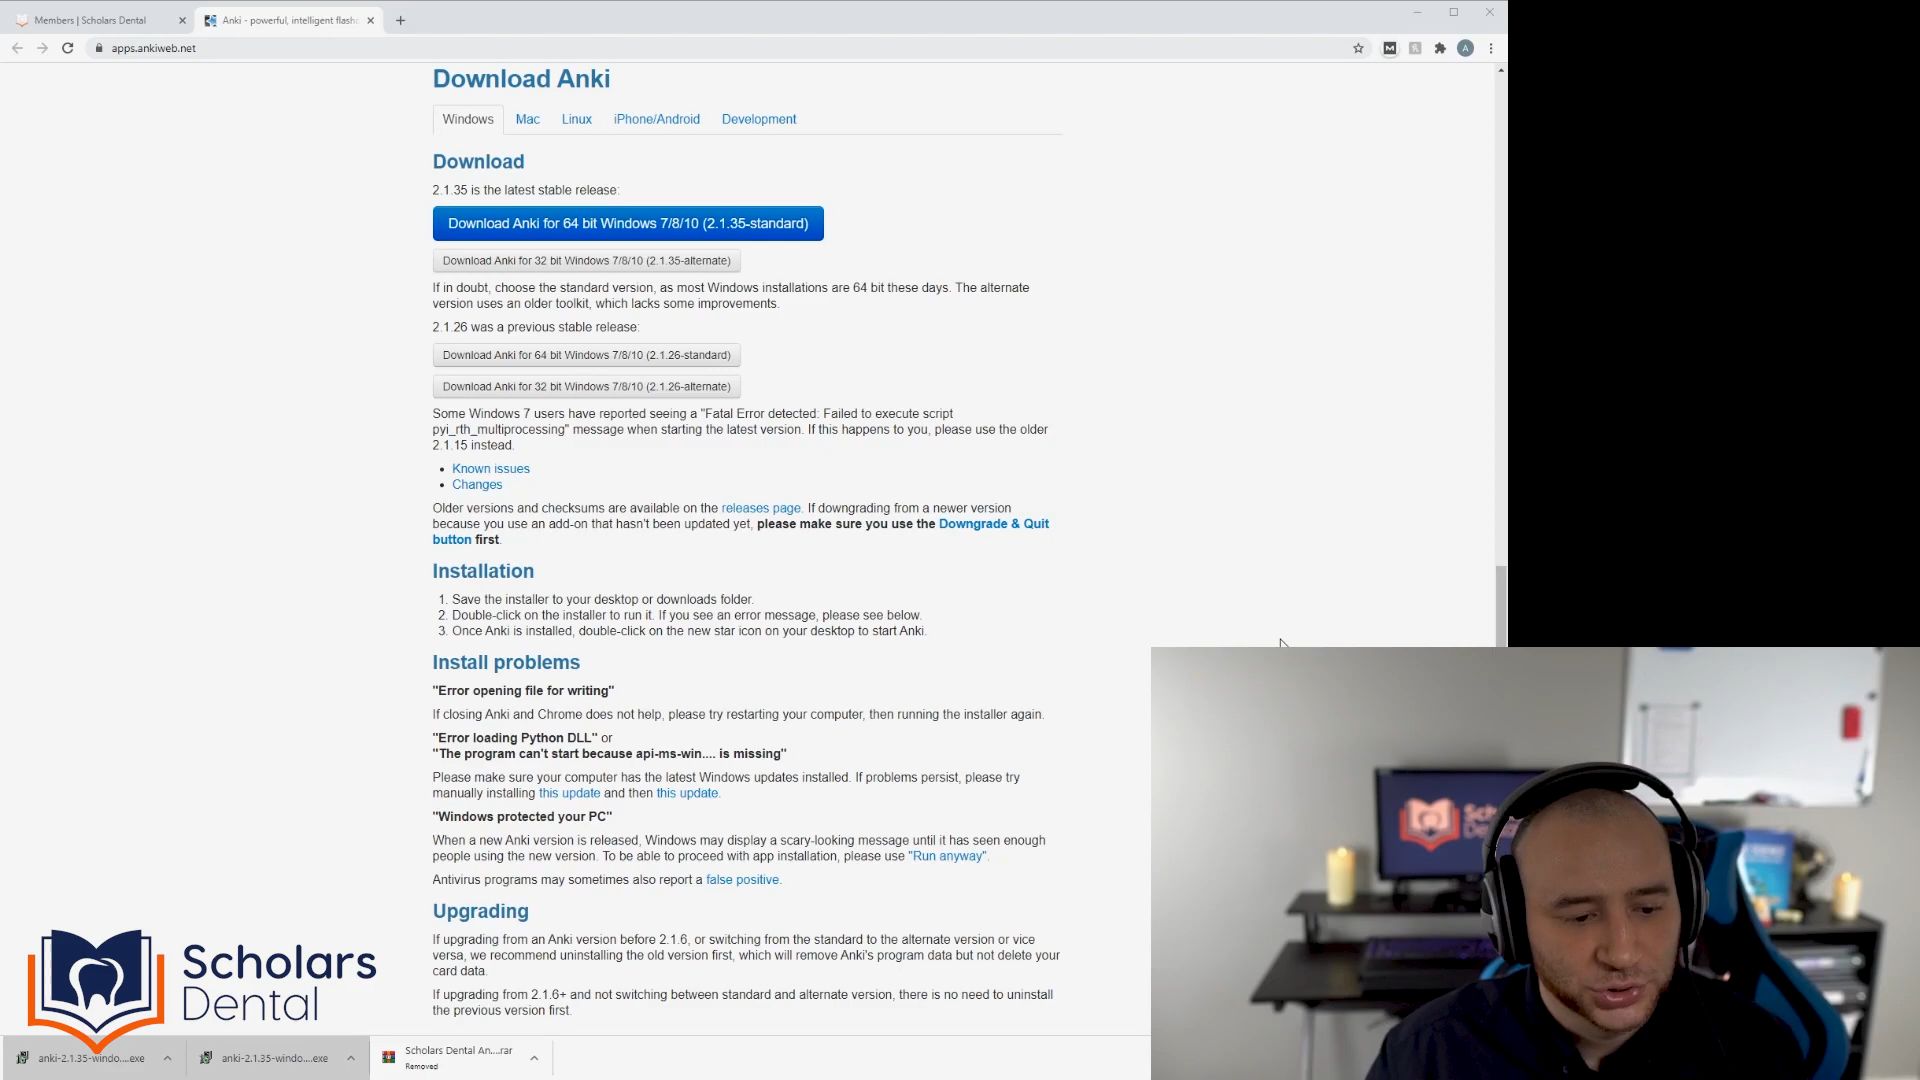 Members | Scholars Dental
Anki - powerful, intelligent flashc
apps.ankiweb.net
A
Download Anki
Windows
Mac
Linux
iPhone/Android
Development
Download
2.1.35 is the latest stable release:
Download Anki for 64 bit Windows 7/8/10 (2.1.35-standard)
Download Anki for 32 bit Windows 7/8/10 (2.1.35-alternate)
If in doubt, choose the standard version, as most Windows installations are 64 bit these days. The alternate
version uses an older toolkit, which lacks some improvements.
2.1.26 was a previous stable release:
Download Anki for 64 bit Windows 7/8/10 (2.1.26-standard)
Download Anki for 32 bit Windows 7/8/10 (2.1.26-alternate)
Some Windows 7 users have reported seeing a "Fatal Error detected: Failed to execute script
pyi_rth_multiprocessing" message when starting the latest version. If this happens to you, please use the older
2.1.15 instead.
Known issues
Changes
Older versions and checksums are available on the releases page. If downgrading from a newer version
because you use an add-on that hasn't been updated yet, please make sure you use the Downgrade & Quit
button first.
Installation
1. Save the installer to your desktop or downloads folder.
2. Double-click on the installer to run it. If you see an error message, please see below.
3. Once Anki is installed, double-click on the new star icon on your desktop to start Anki.
Install problems
"Error opening file for writing"
If closing Anki and Chrome does not help, please try restarting your computer, then running the installer again.
"Error loading Python DLL" or
"The program can't start because api-ms-win.... is missing"
Please make sure your computer has the latest Windows updates installed. If problems persist, please try
manually installing this update and then this update.
"Windows protected your PC"
When a new Anki version is released, Windows may display a scary-looking message until it has seen enough
people using the new version. To be able to proceed with app installation, please use "Run anyway".
Antivirus programs may sometimes also report a false positive.
Upgrading
If upgrading from an Anki version before 2.1.6, or switching from the standard to the alternate version or vice
versa, we recommend uninstalling the old version first, which will remove Anki's program data but not delete your
card data.
If upgrading from 2.1.6+ and not switching between standard and alternate version, there is no need to uninstall
the previous version first.
Scholars
Dental
anki-2.1.35-windo....exe
anki-2.1.35-windo....exe
Scholars Dental An....rar
Removed